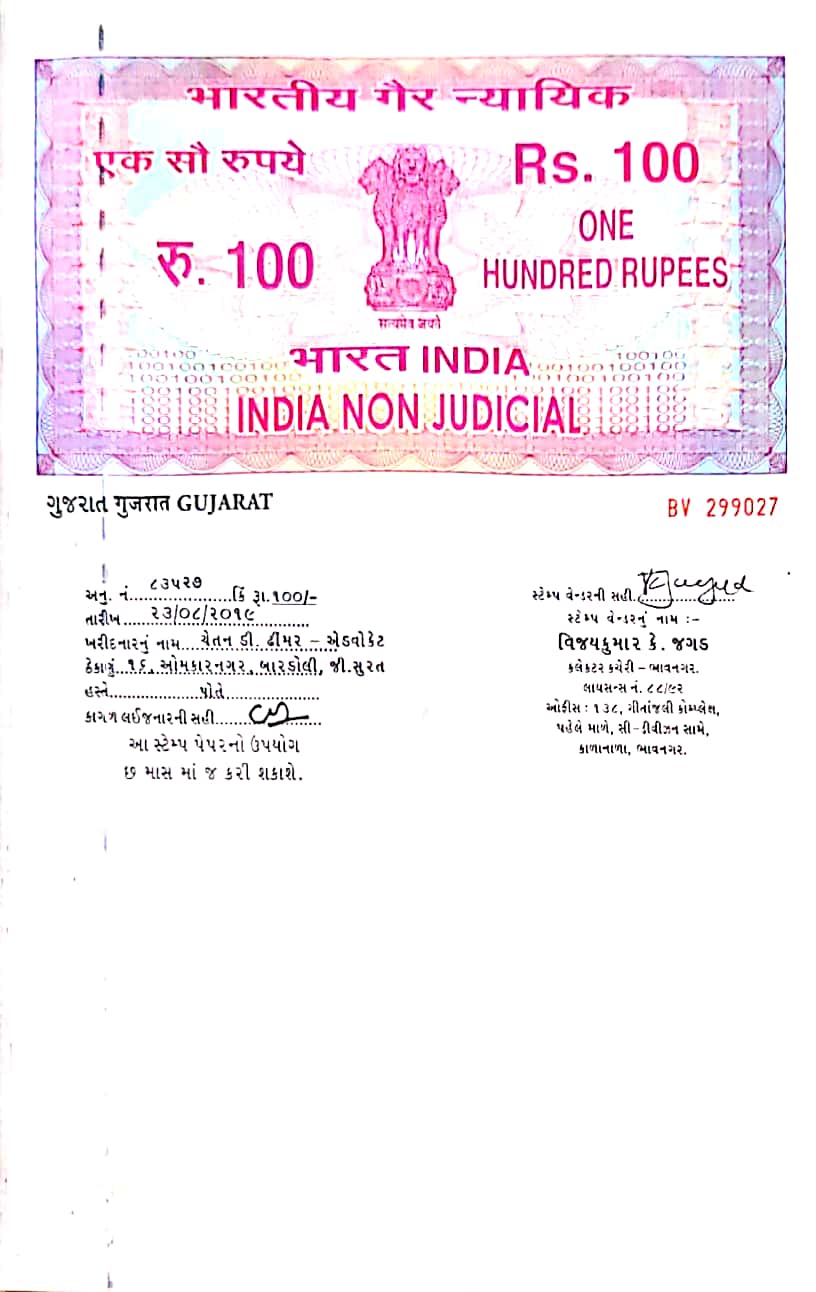 भारतीय गैर न्यायिक
एक सौ रुपये
Rs. 100
रु. 100
ONE
HUNDRED RUPEES
सत्यमेव जयते
भारत INDIA
INDIA NON JUDICIAL
ગુજરાત गुजरात GUJARAT
BV 299027
અનુ. નં. ૮૩૫૨૭ કિં રૂા.૧૦૦/-
તારીખ ૨૩/૦૮/૨૦૧૯
ખરીદનારનું નામ ચેતન ડી. ઢીમર – એડવોકેટ
ઠેકાણું ૧૬, ઓમકારનગર, બારડોલી, જી.સુરત
હસ્તે પોતે
કાગળ લઈજનારની સહી
આ સ્ટેમ્પ પેપરનો ઉપયોગ
છ માસ માં જ કરી શકાશે.
સ્ટેમ્પ વેન્ડરની સહી.
સ્ટેમ્પ વેન્ડરનું નામ :–
વિજયકુમાર કે. જગડ
કલેકટર કચેરી – ભાવનગર.
લાયસન્સ નં. ૮૮/૯૨
ઓફીસ : ૧૩૮, ગીતાંજલી કોમ્પ્લેક્ષ,
પહેલે માળે, સી–ડીવીઝન સામે,
કાળાનાળા, ભાવનગર.